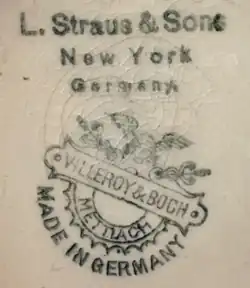 L. Straus & Sons
New York
Germany
VILLEROY & BOCH
METTLACH
MADE IN GERMANY